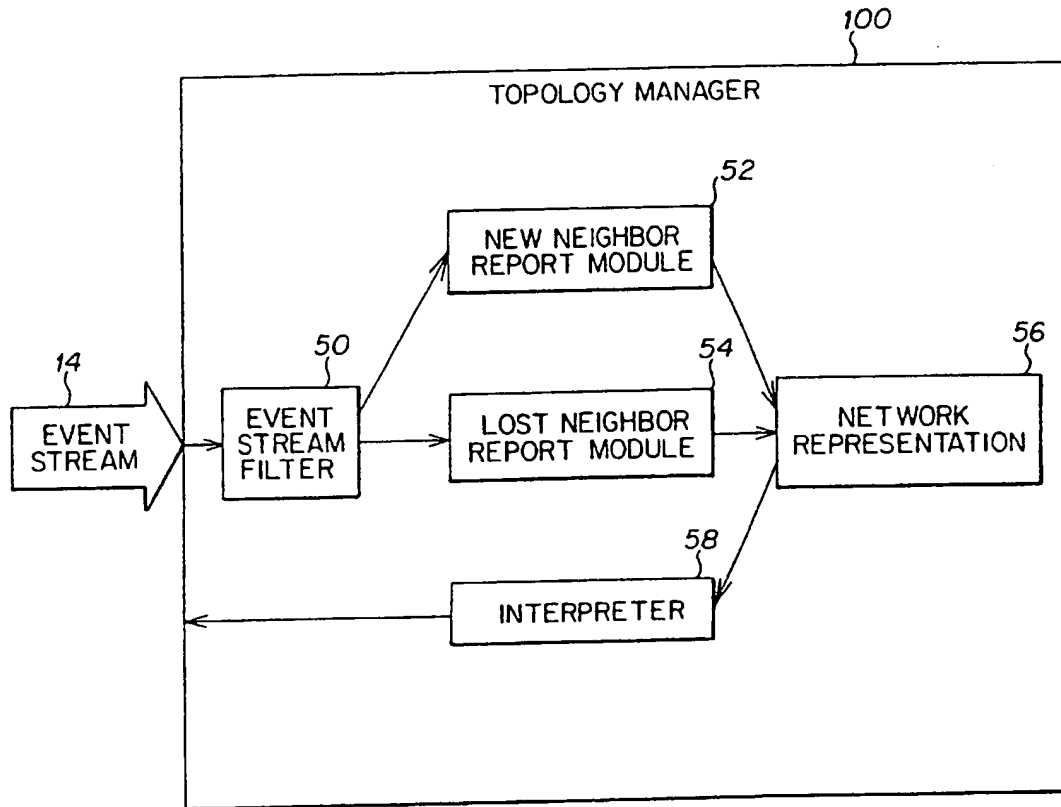 100
TOPOLOGY MANAGER
52
NEW NEIGHBOR
REPORT MODULE
14
EVENT
STREAM
50
EVENT
STREAM
FILTER
54
LOST NEIGHBOR
REPORT MODULE
56
NETWORK
REPRESENTATION
58
INTERPRETER